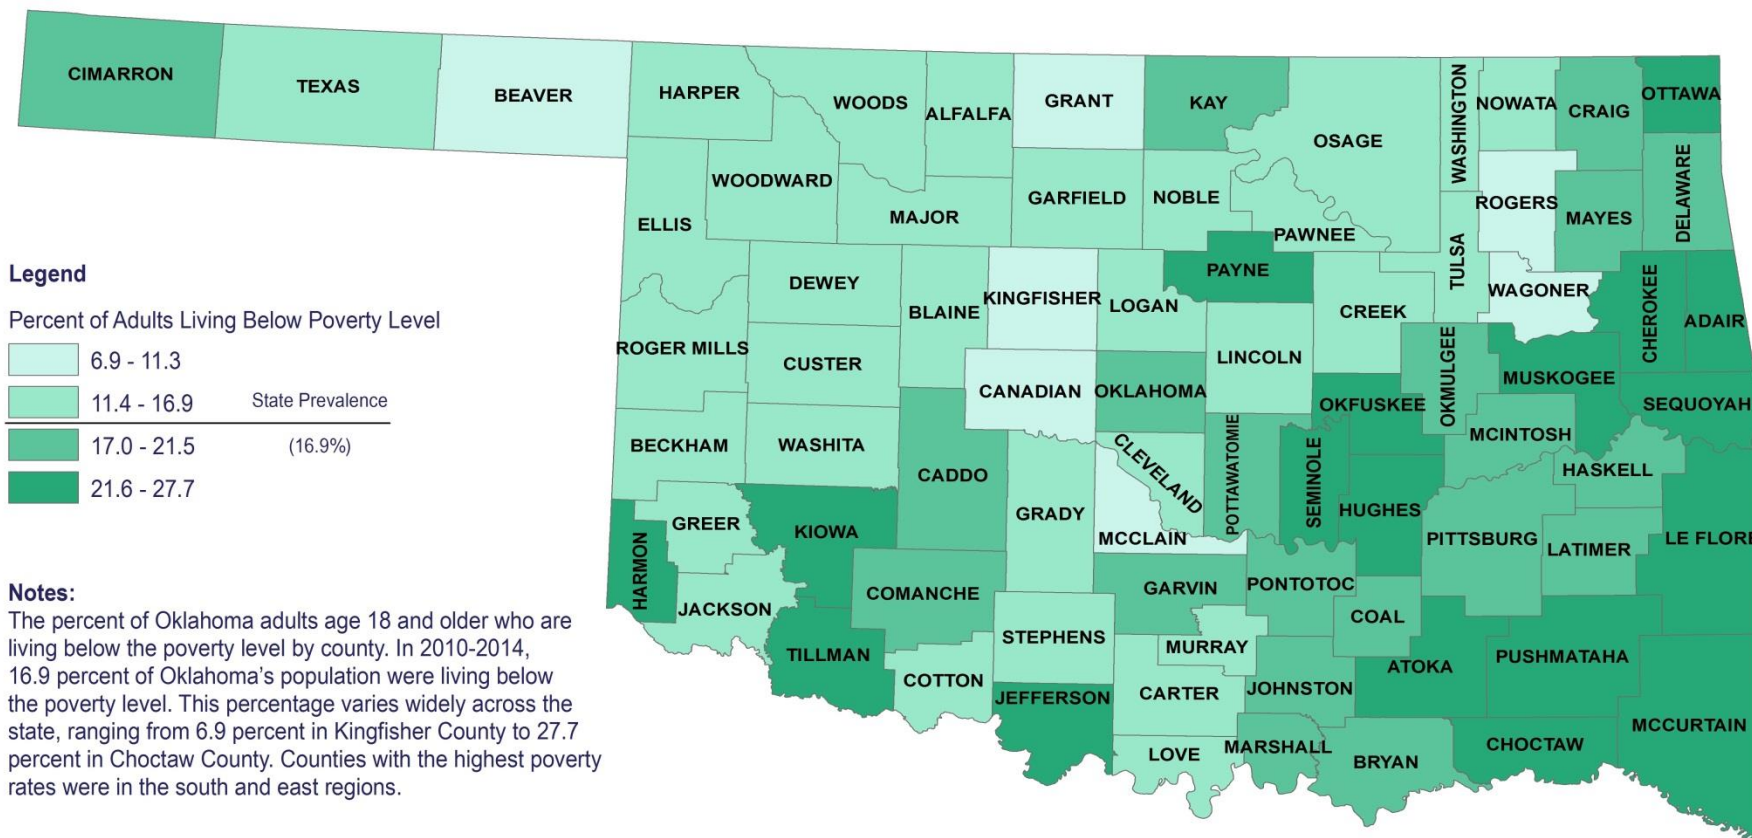 CIMARRON
TEXAS
BEAVER
HARPER
WOODS
ALFALFA
GRANT
KAY
OSAGE
WASHINGTON
NOWATA
CRAIG
OTTAWA
WOODWARD
ELLIS
MAJOR
GARFIELD
NOBLE
PAWNEE
ROGERS
MAYES
DELAWARE
TULSA
DEWEY
BLAINE
KINGFISHER
LOGAN
PAYNE
CREEK
WAGONER
CHEROKEE
ADAIR
ROGER MILLS
CUSTER
CANADIAN
OKLAHOMA
LINCOLN
OKMULGEE
MUSKOGEE
OKFUSKEE
SEQUOYAH
BECKHAM
WASHITA
CADDO
CLEVELAND
POTTAWATOMIE
SEMINOLE
MCINTOSH
HASKELL
GREER
KIOWA
GRADY
MCCLAIN
HUGHES
PITTSBURG
LATIMER
LE FLORE
HARMON
JACKSON
COMANCHE
GARVIN
PONTOTOC
COAL
TILLMAN
STEPHENS
MURRAY
ATOKA
PUSHMATAHA
COTTON
JEFFERSON
CARTER
JOHNSTON
MCCURTAIN
LOVE
MARSHALL
BRYAN
CHOCTAW
Legend
Percent of Adults Living Below Poverty Level
6.9 - 11.3
11.4 - 16.9 State Prevalence
17.0 - 21.5 (16.9%)
21.6 - 27.7
Notes:
The percent of Oklahoma adults age 18 and older who are
living below the poverty level by county. In 2010-2014,
16.9 percent of Oklahoma's population were living below
the poverty level. This percentage varies widely across the
state, ranging from 6.9 percent in Kingfisher County to 27.7
percent in Choctaw County. Counties with the highest poverty
rates were in the south and east regions.